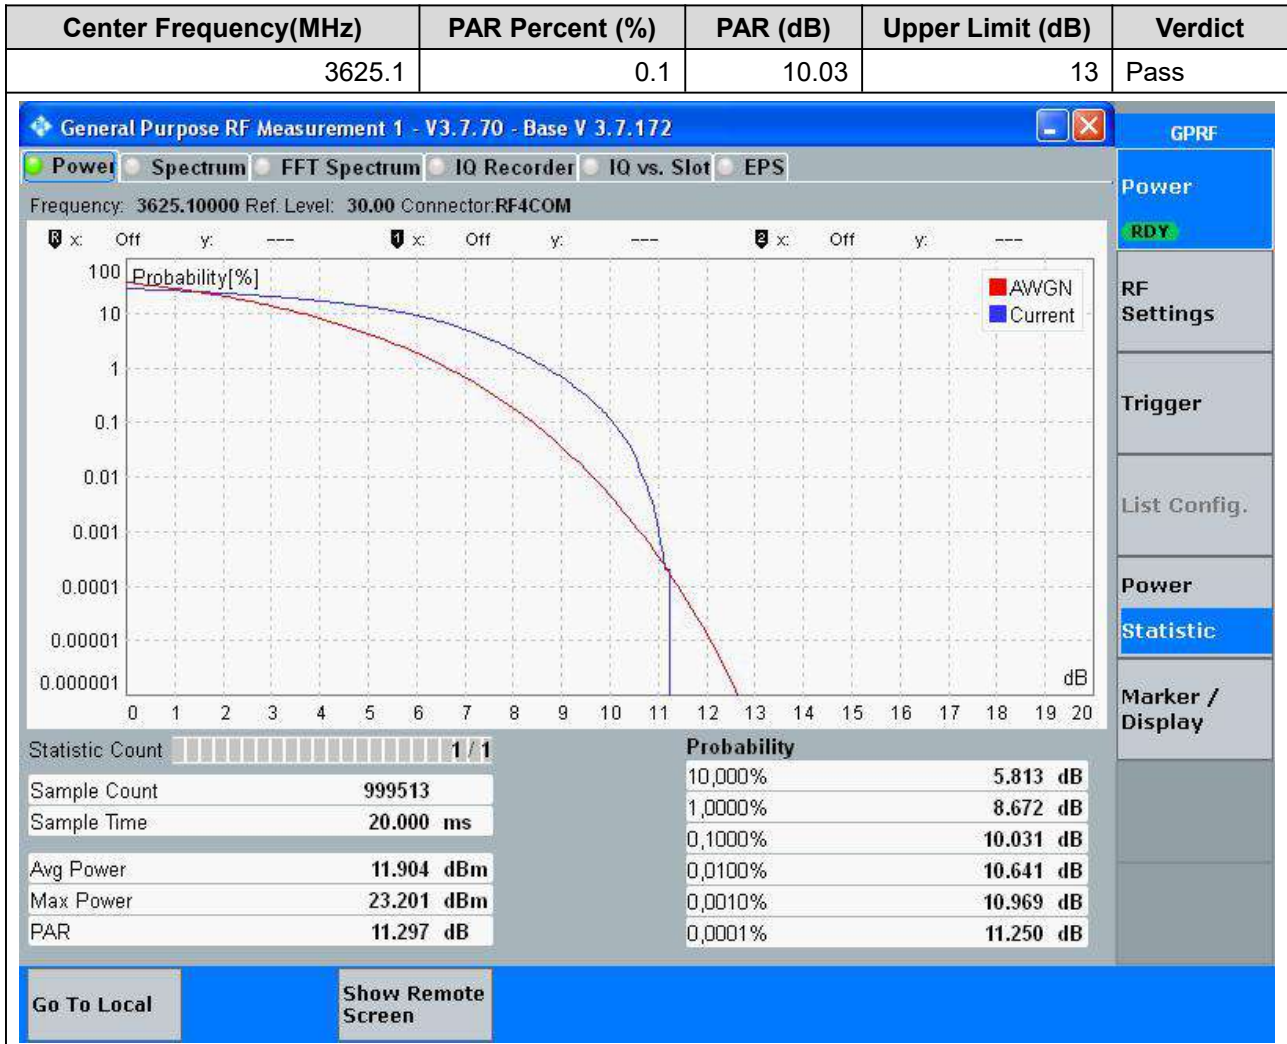 Center Frequency(MHz) PAR Percent (%) PAR (dB) Upper Limit (dB) Verdict
3625.1 0.1 10.03 13 Pass
General Purpose RF Measurement 1 - V3.7.70 - Base V 3.7.172
GPRF
Power Spectrum FFT Spectrum IQ Recorder IQ vs. Slot EPS
Power
RDY
Frequency: 3625.10000 Ref. Level: 30.00 Connector:RF4COM
R x: Off y: --- 1 x: Off y: --- 2 x: Off y: ---
100 Probability[%]
AWGN
Current
10
1
0.1
0.01
0.001
0.0001
0.00001
0.000001
dB
0 1 2 3 4 5 6 7 8 9 10 11 12 13 14 15 16 17 18 19 20
RF
Settings
Trigger
List Config.
Power
Statistic
Marker /
Display
Statistic Count 1 / 1
Sample Count 999513
Sample Time 20.000 ms
Avg Power 11.904 dBm
Max Power 23.201 dBm
PAR 11.297 dB
Probability
10,000% 5.813 dB
1,0000% 8.672 dB
0,1000% 10.031 dB
0,0100% 10.641 dB
0,0010% 10.969 dB
0,0001% 11.250 dB
Go To Local
Show Remote
Screen